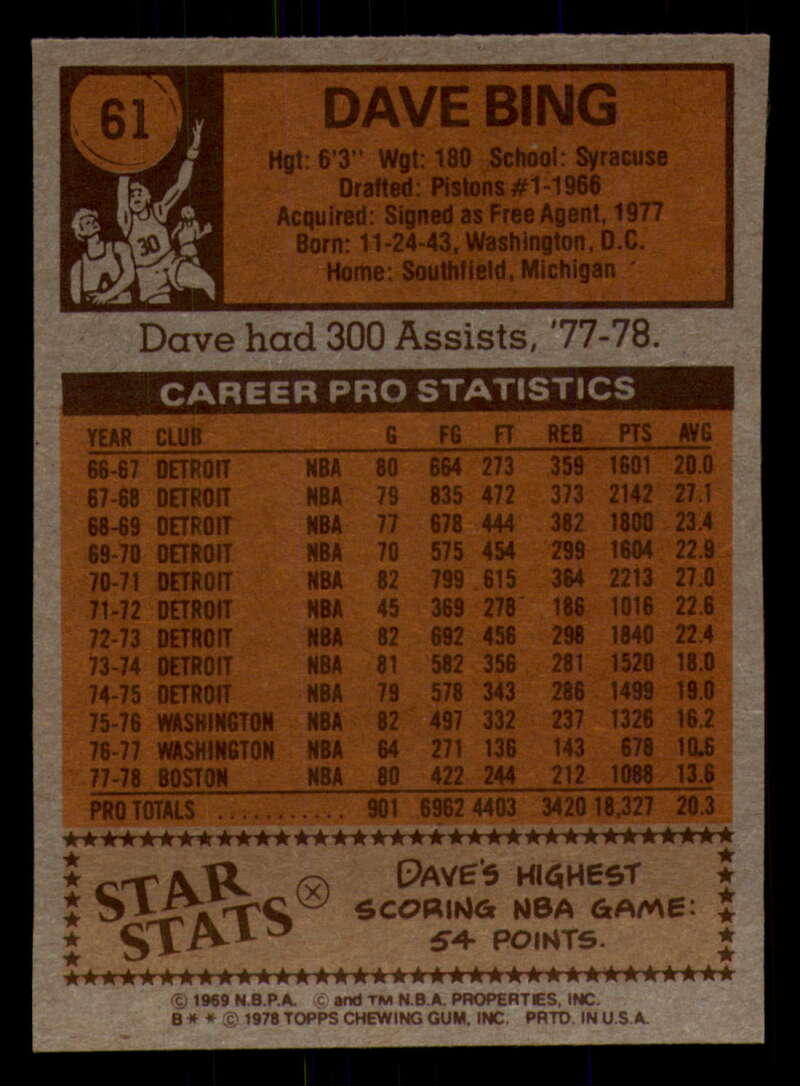 61
DAVE BING
Hgt: 6'3" Wgt: 180 School: Syracuse
Drafted: Pistons #1-1966
Acquired: Signed as Free Agent, 1977
Born: 11-24-43, Washington, D.C.
Home: Southfield, Michigan
30
Dave had 300 Assists, '77-78.
CAREER PRO STATISTICS
YEAR CLUB G FG FT REB PTS AVG
66-67 DETROIT NBA 80 664 273 359 1601 20.0
67-68 DETROIT NBA 79 835 472 373 2142 27.1
68-69 DETROIT NBA 77 678 444 382 1800 23.4
69-70 DETROIT NBA 70 575 454 299 1604 22.9
70-71 DETROIT NBA 82 799 615 364 2213 27.0
71-72 DETROIT NBA 45 369 278 186 1016 22.6
72-73 DETROIT NBA 82 692 456 298 1840 22.4
73-74 DETROIT NBA 81 582 356 281 1520 18.0
74-75 DETROIT NBA 79 578 343 286 1499 19.0
75-76 WASHINGTON NBA 82 497 332 237 1326 16.2
76-77 WASHINGTON NBA 64 271 136 143 678 10.6
77-78 BOSTON NBA 80 422 244 212 1088 13.6
PRO TOTALS ........... 901 6962 4403 3420 18,327 20.3
STAR STATS
DAVE'S HIGHEST
SCORING NBA GAME:
54 POINTS.
© 1969 N.B.P.A. © and TM N.B.A. PROPERTIES, INC.
B* * © 1978 TOPPS CHEWING GUM, INC. PRTD. IN U.S.A.